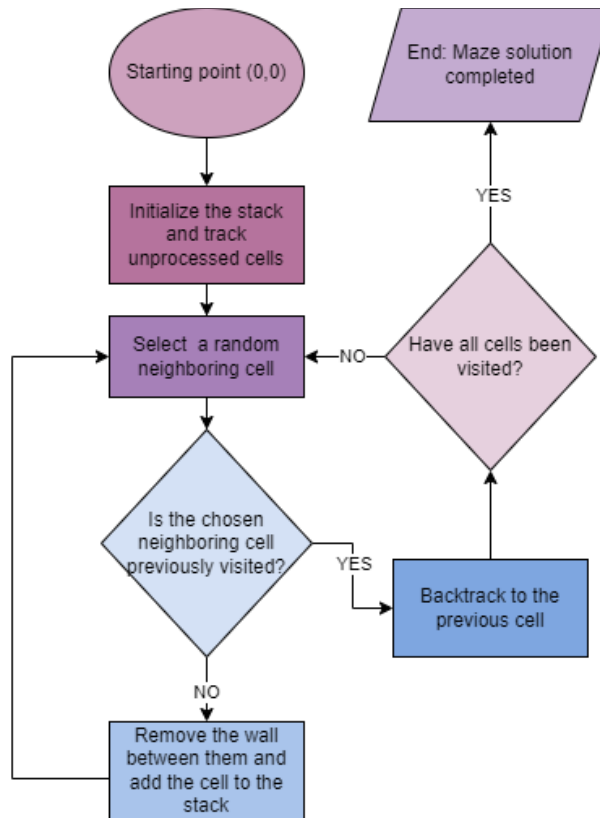 Starting point (0,0)
Initialize the stack
and track
unprocessed cells
Select a random
neighboring cell
Is the chosen
neighboring cell
previously visited?
NO
Remove the wall
between them and
add the cell to the
stack
YES
Backtrack to the
previous cell
Have all cells been
visited?
NO
YES
End: Maze solution
completed